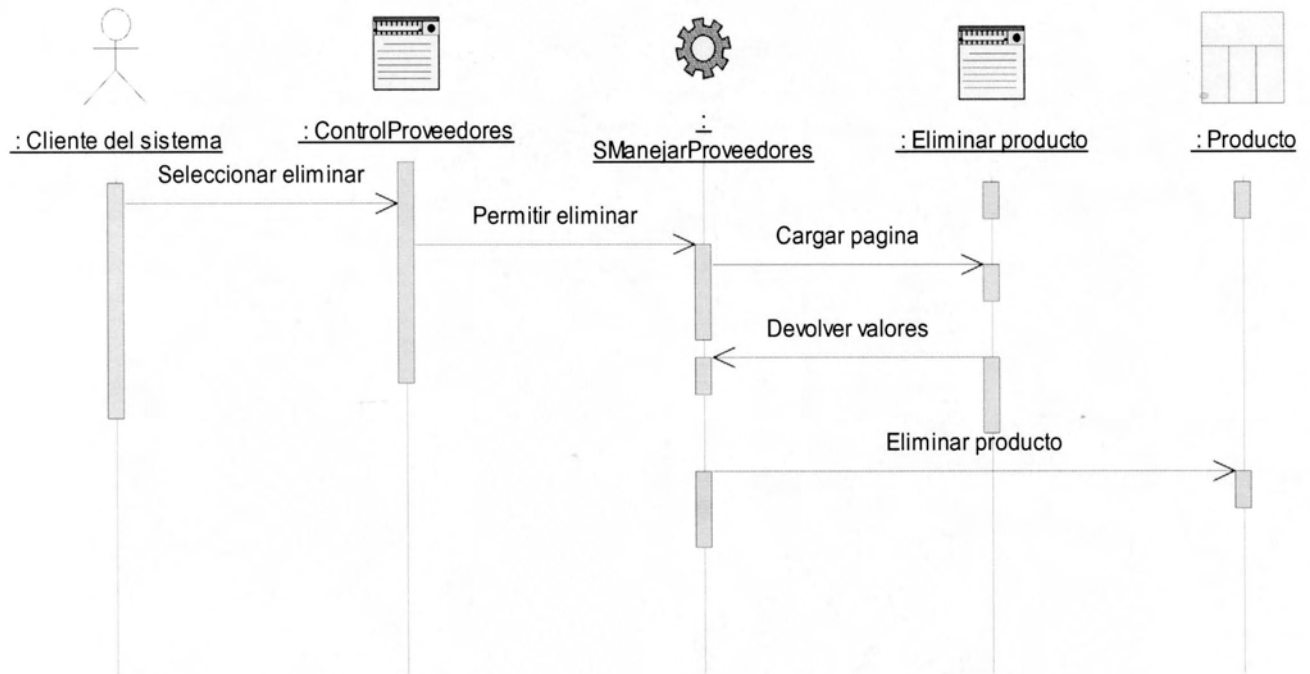 : Cliente del sistema
: ControlProveedores
:
SManejarProveedores
: Eliminar producto
: Producto
Seleccionar eliminar
Permitir eliminar
Cargar pagina
Devolver valores
Eliminar producto